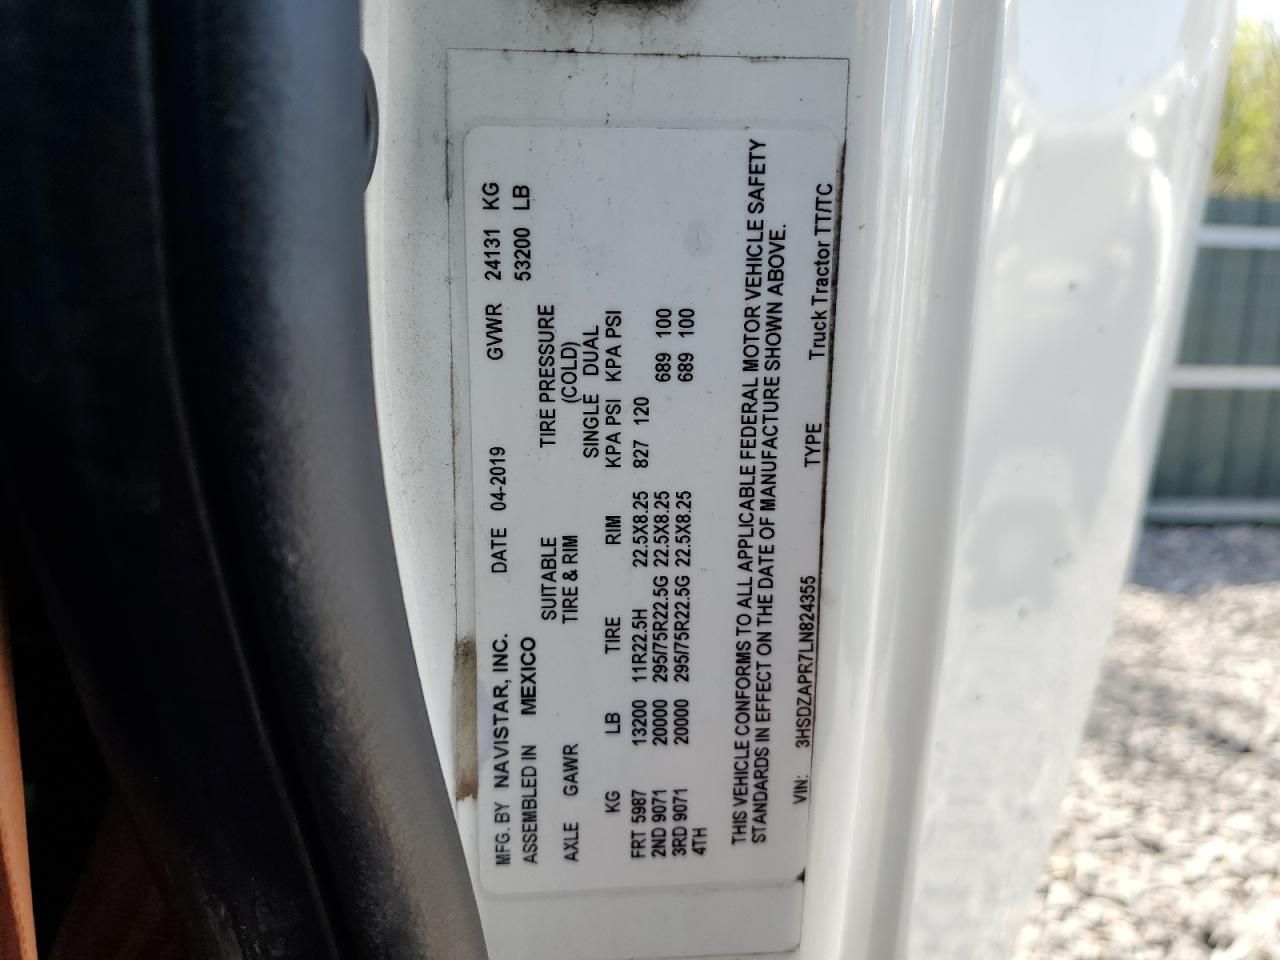 MFG. BY NAVISTAR, INC. DATE 04-2019 GVWR 24131 KG
ASSEMBLED IN MEXICO 53200 LB
SUITABLE TIRE PRESSURE
AXLE GAWR TIRE & RIM (COLD)
SINGLE DUAL
KG LB TIRE RIM KPA PSI KPA PSI
FRT 5987 13200 11R22.5H 22.5X8.25 827 120
2ND 9071 20000 295/75R22.5G 22.5X8.25 689 100
3RD 9071 20000 295/75R22.5G 22.5X8.25 689 100
4TH
THIS VEHICLE CONFORMS TO ALL APPLICABLE FEDERAL MOTOR VEHICLE SAFETY
STANDARDS IN EFFECT ON THE DATE OF MANUFACTURE SHOWN ABOVE.
VIN: 3HSDZAPR7LN824355 TYPE Truck Tractor TT/TC